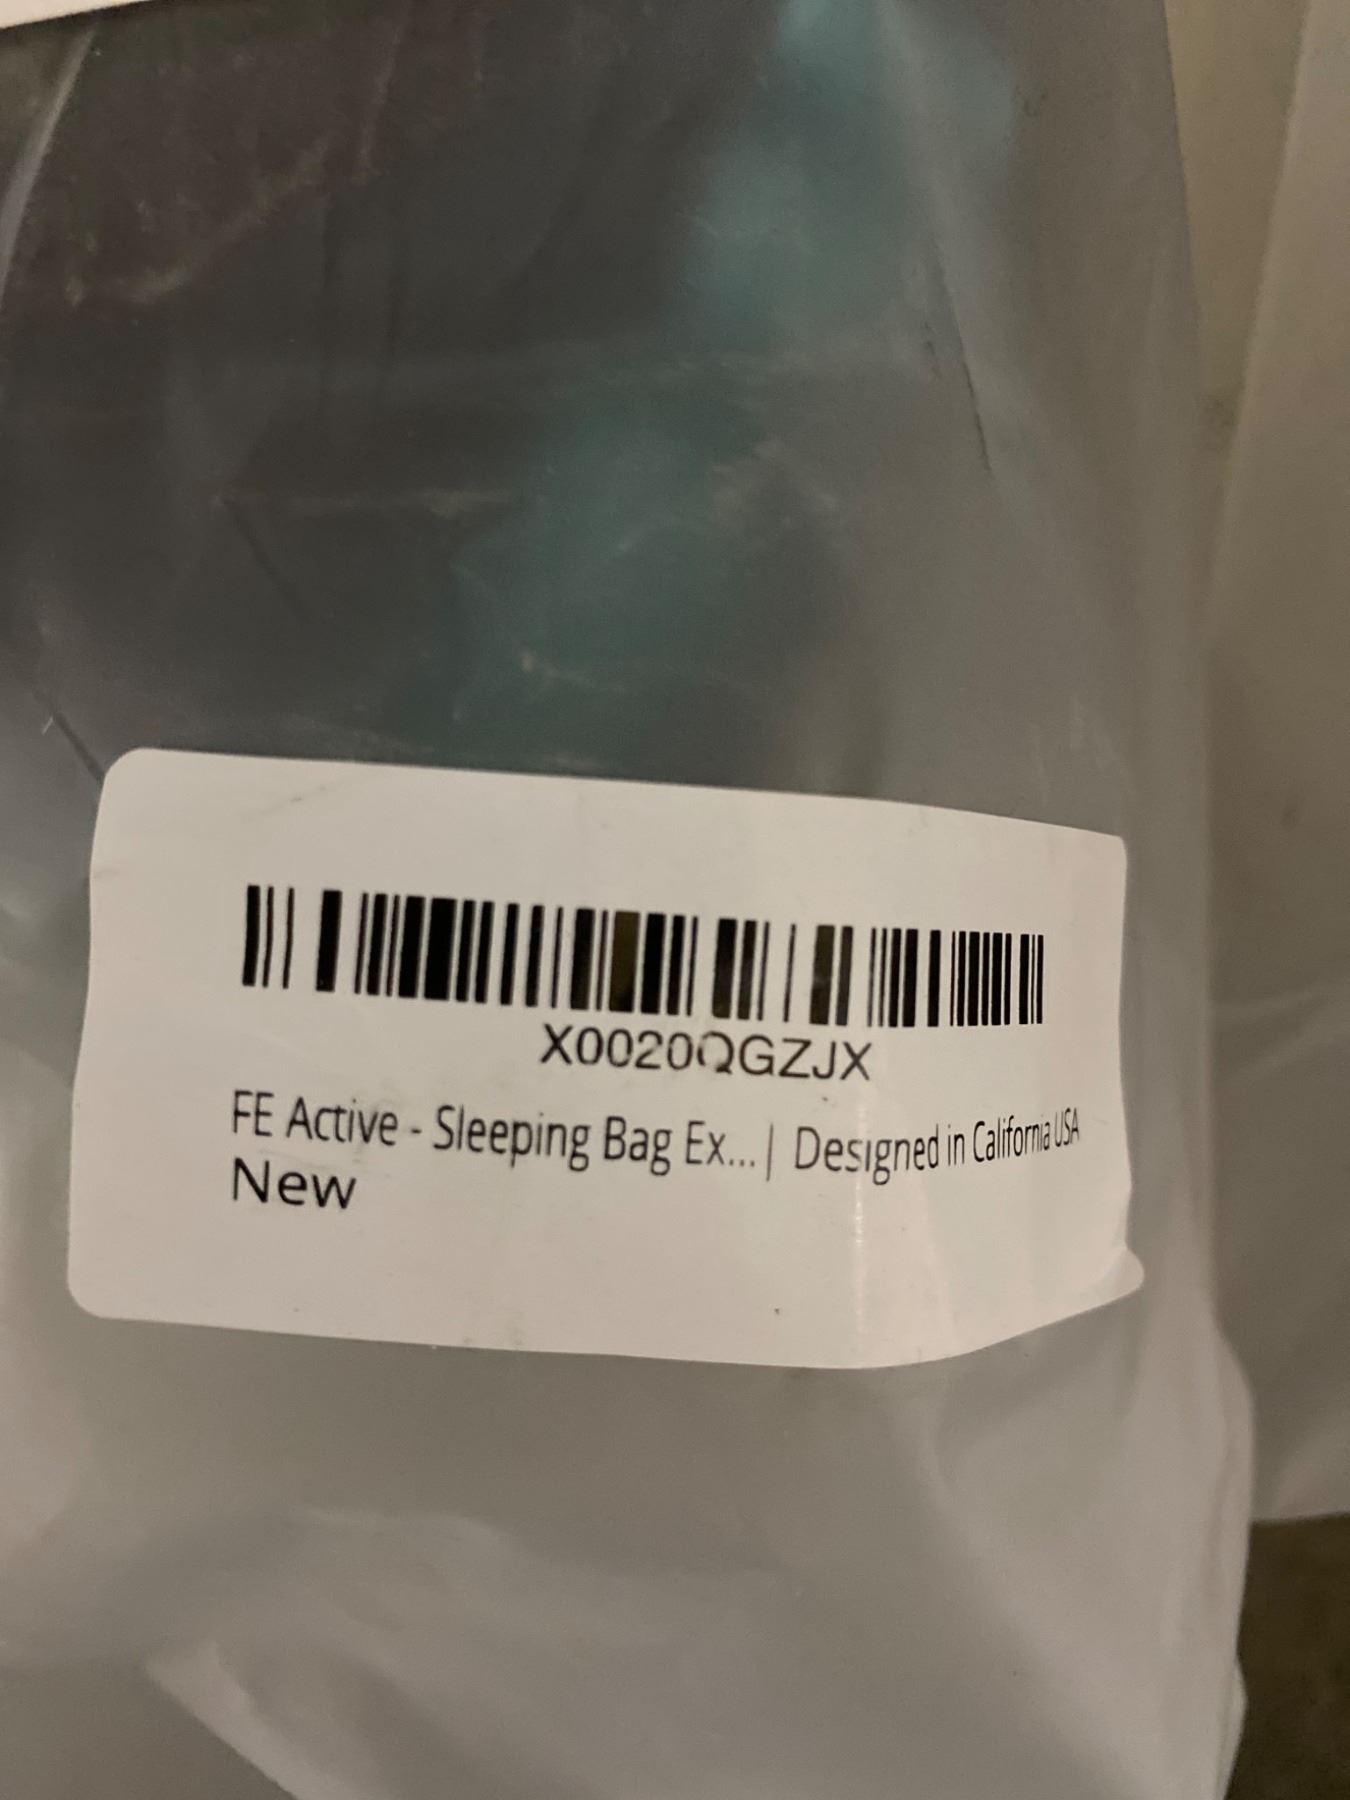 X0020QGZJX
FE Active - Sleeping Bag Ex... | Designed in California USA
New